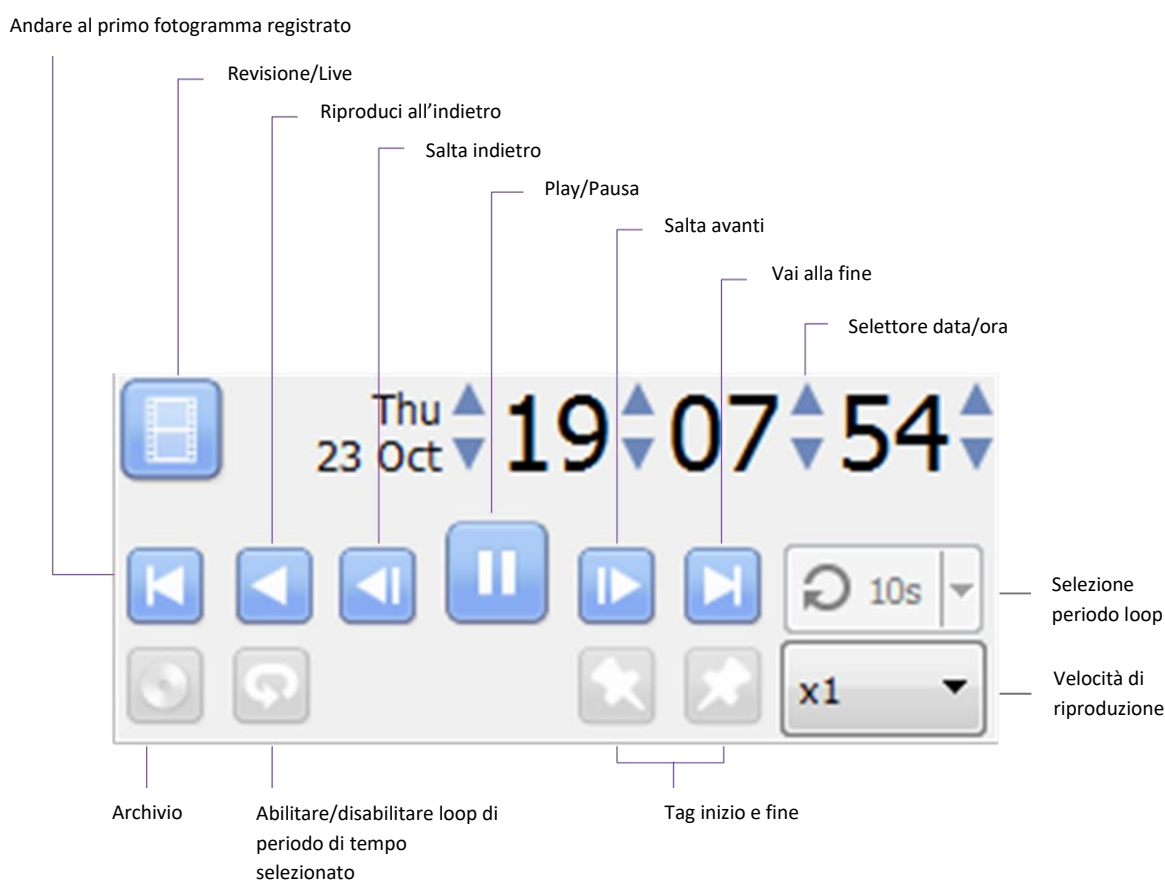 Andare al primo fotogramma registrato
Revisione/Live
Riproduci all’indietro
Salta indietro
Play/Pausa
Salta avanti
Vai alla fine
Selettore data/ora
Thu
23 Oct
19 07 54
10s
Selezione
periodo loop
x1
Velocità di
riproduzione
Archivio
Abilitare/disabilitare loop di
periodo di tempo
selezionato
Tag inizio e fine